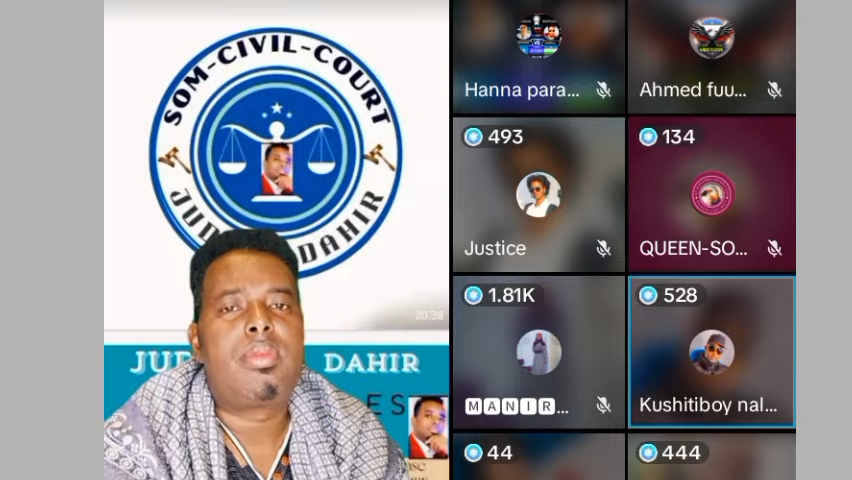 SOM-CIVIL-COURT
DAHIR
20:38
DAHIR
Hanna para...
Ahmed fuu...
493
Justice
134
QUEEN-SO...
1.81K
MANIR...
528
Kushitiboy nal...
44
444